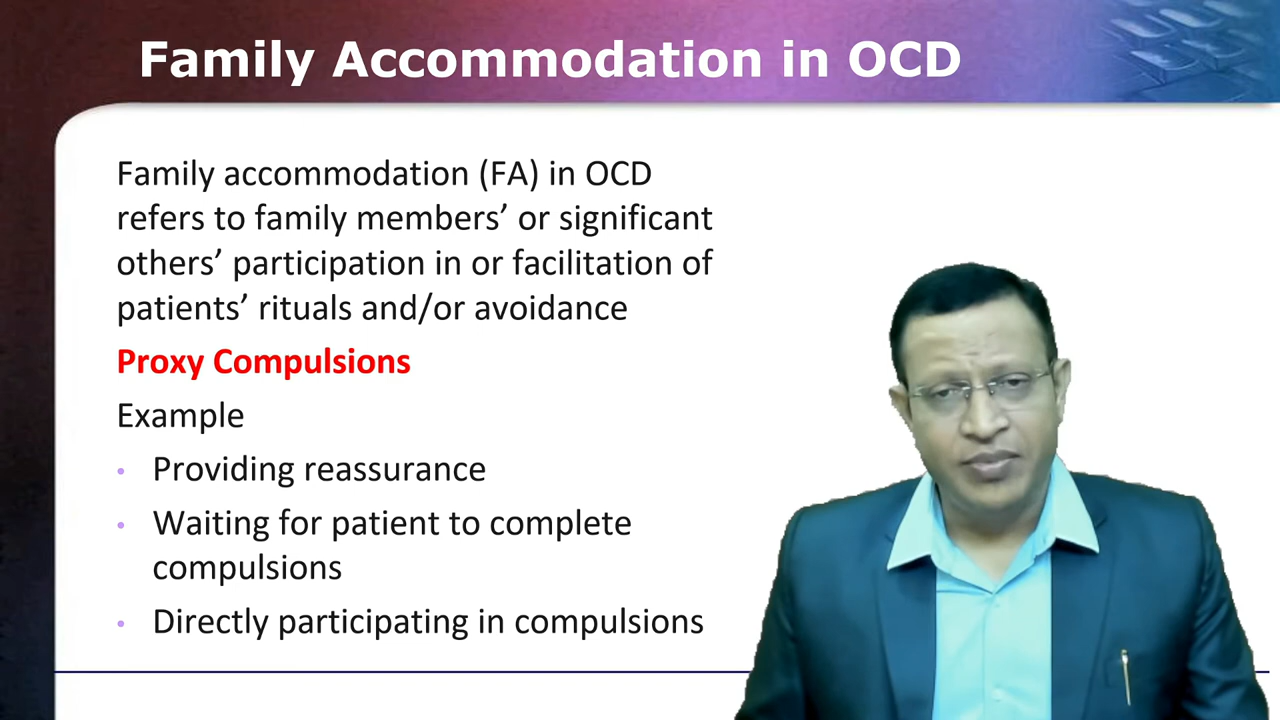 Family Accommodation in OCD
Family accommodation (FA) in OCD
refers to family members’ or significant
others’ participation in or facilitation of
patients’ rituals and/or avoidance
Proxy Compulsions
Example
• Providing reassurance
• Waiting for patient to complete
compulsions
• Directly participating in compulsions